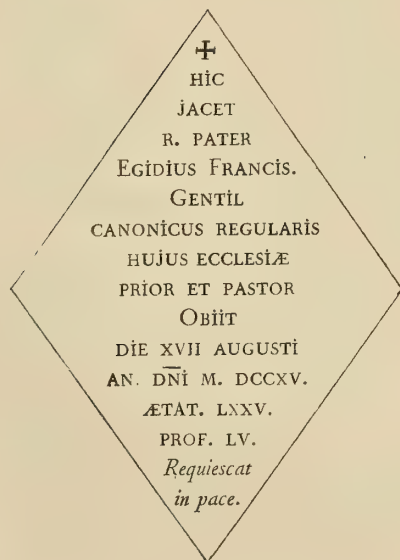 ✠
HIC
JACET
R. PATER
EGIDIUS FRANCIS.
GENTIL
CANONICUS REGULARIS
HUJUS ECCLESIÆ
PRIOR ET PASTOR
OBIIT
DIE XVII AUGUSTI
AN. DN̄I M. DCCXV.
ÆTAT. LXXV.
PROF. LV.
Requiescat
in pace.